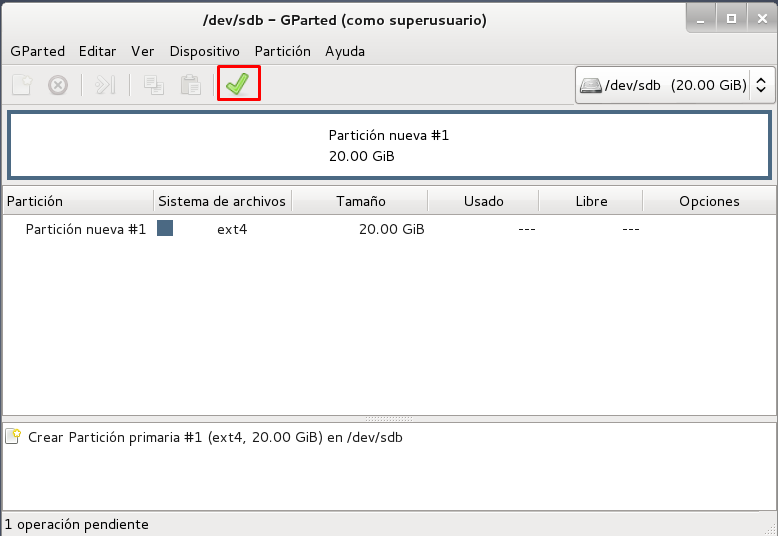 /dev/sdb - GParted (como superusuario)
GParted Editar Ver Dispositivo Partición Ayuda
/dev/sdb (20.00 GiB)
Partición nueva #1
20.00 GiB
Partición Sistema de archivos Tamaño Usado Libre Opciones
Partición nueva #1 ext4 20.00 GiB --- ---
Crear Partición primaria #1 (ext4, 20.00 GiB) en /dev/sdb
1 operación pendiente